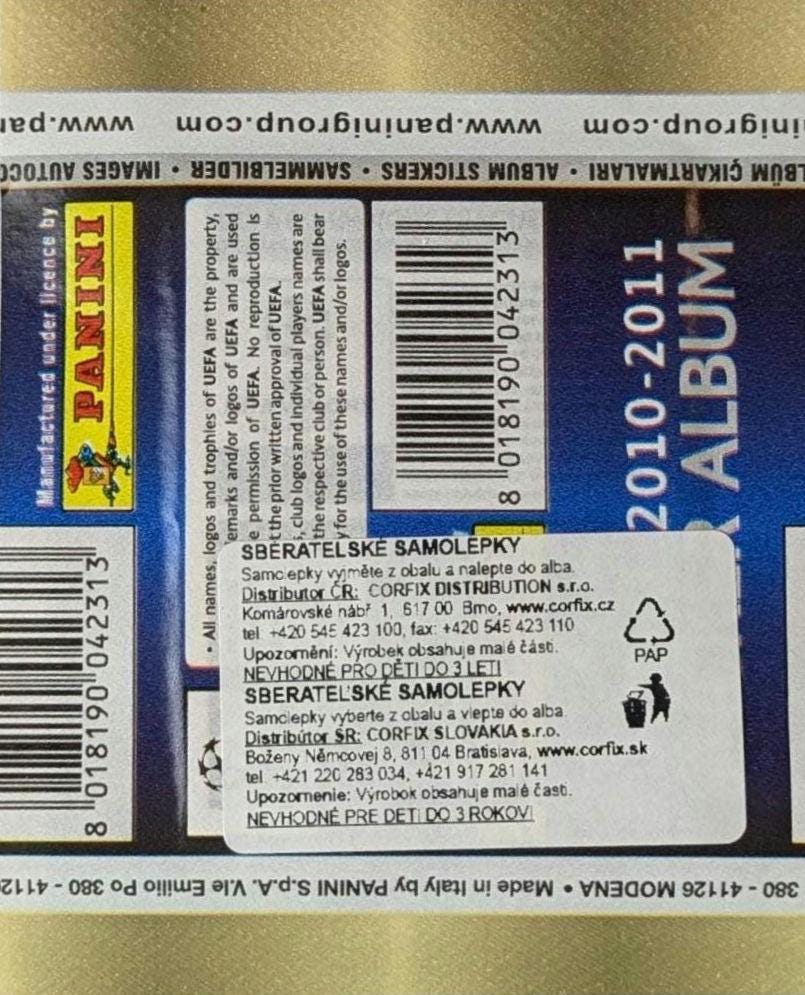 www.paninigroup.com
www.paninigroup.com
ALBUM ÇIKARTMALARI • ALBUM STICKERS • SAMMELBILDER • IMAGES
Manufactured under licence by
PANINI
• All names, logos and trophies of UEFA are the property,
and/or logos of UEFA and are used
permission of UEFA. No reproduction is
the prior written approval of UEFA.
club logos and individual players names are
the respective club or person. UEFA shall bear
for the use of these names and/or logos.
8 018190 042313
8 018190 042313
2010-2011
ALBUM
SBĚRATELSKÉ SAMOLEPKY
Samolepky vyjměte z obalu a nalepte do alba.
Distributor ČR: CORFIX DISTRIBUTION s.r.o.
Komárovské nábř 1, 617 00 Brno, www.corfix.cz
tel +420 545 423 100, fax: +420 545 423 110
Upozornění: Výrobek obsahuje malé části.
NEVHODNÉ PRO DĚTI DO 3 LET!
SBERATEĽSKÉ SAMOLEPKY
Samolepky vyberte z obalu a vlepte do alba.
Distribútor SR: CORFIX SLOVAKIA s.r.o.
Boženy Němcovej 8, 811 04 Bratislava, www.corfix.sk
tel +421 220 283 034, +421 917 281 141
Upozornenie: Výrobok obsahuje malé časti.
NEVHODNÉ PRE DETI DO 3 ROKOV!
PAP
380 - 41126 MODENA • Made in Italy by PANINI S.p.A. V.le Emilio Po 380 - 4112